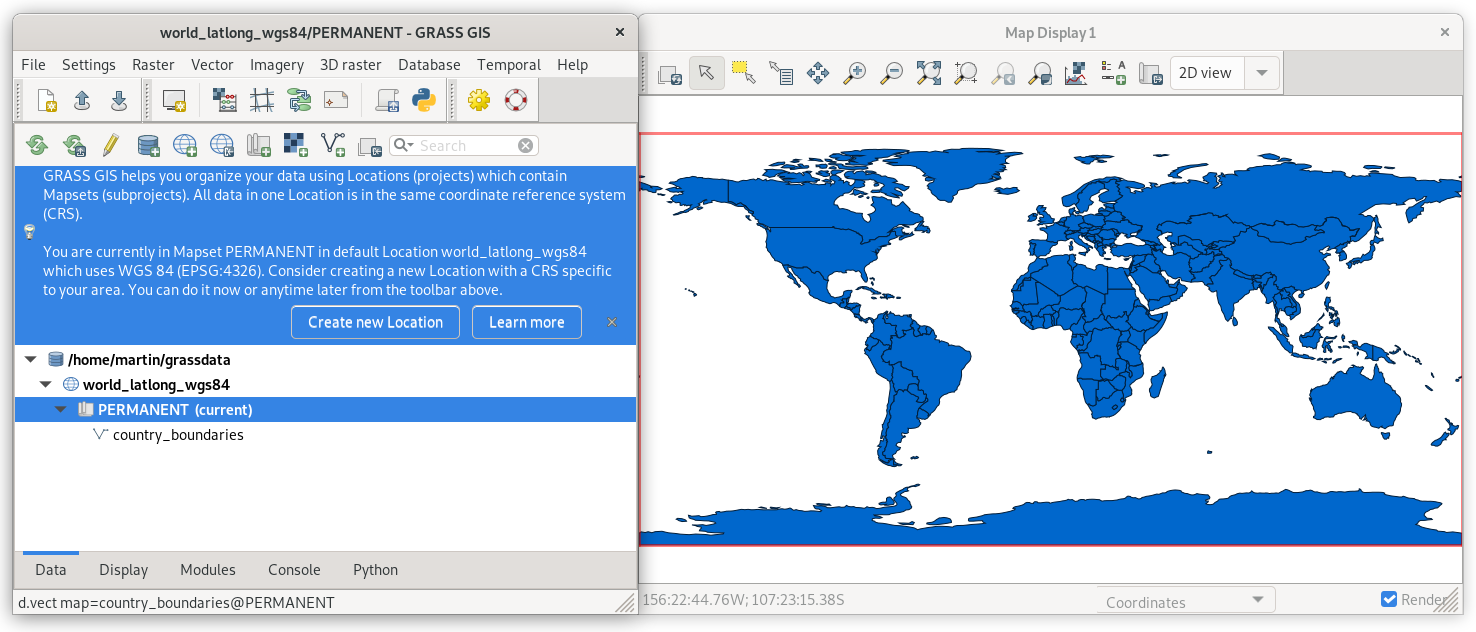 world_latlong_wgs84/PERMANENT - GRASS GIS
File Settings Raster Vector Imagery 3D raster Database Temporal Help
Search
GRASS GIS helps you organize your data using Locations (projects) which contain
Mapsets (subprojects). All data in one Location is in the same coordinate reference system
(CRS).
You are currently in Mapset PERMANENT in default Location world_latlong_wgs84
which uses WGS 84 (EPSG:4326). Consider creating a new Location with a CRS specific
to your area. You can do it now or anytime later from the toolbar above.
Create new Location Learn more
/home/martin/grassdata
world_latlong_wgs84
PERMANENT (current)
country_boundaries
Data Display Modules Console Python
d.vect map=country_boundaries@PERMANENT
Map Display 1
2D view
156:22:44.76W; 107:23:15.38S
Coordinates
Render